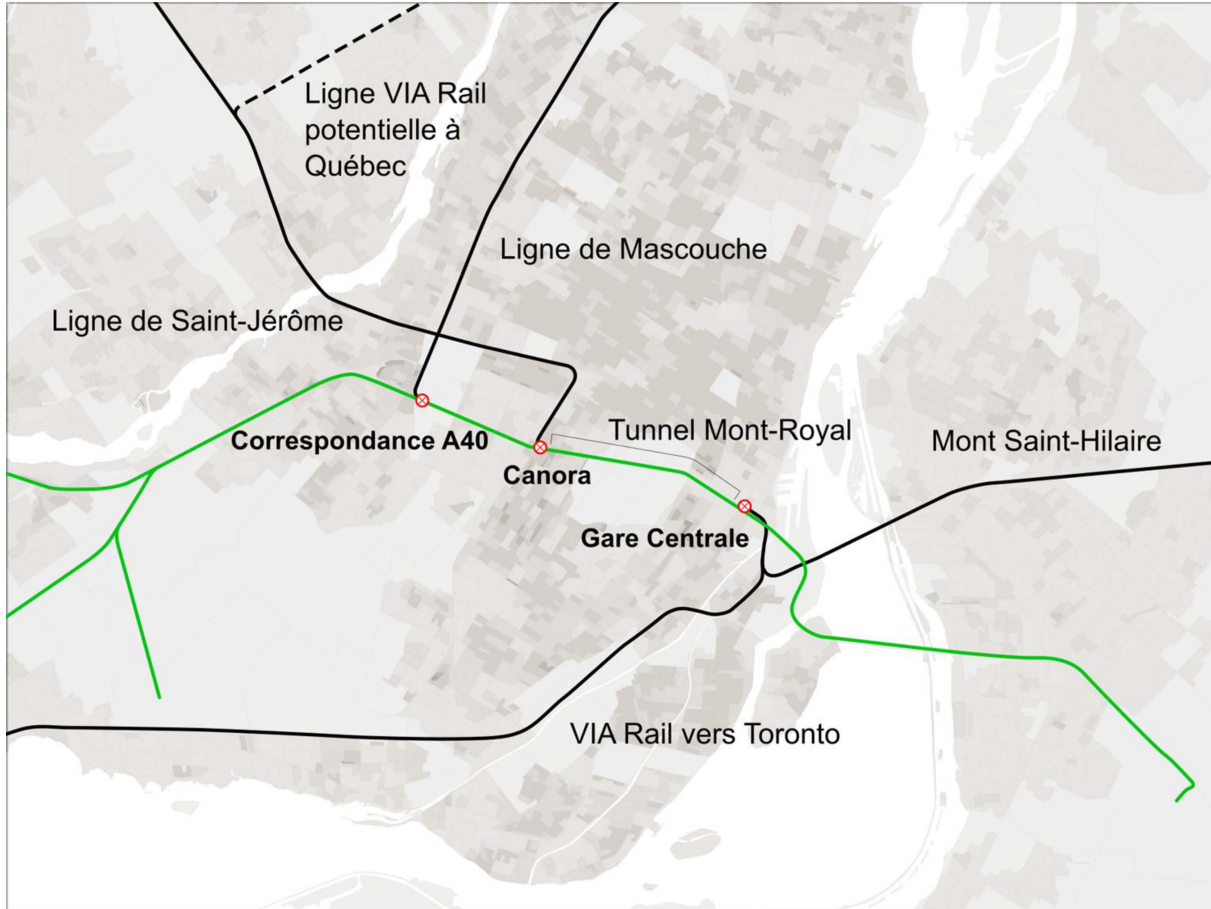 Ligne VIA Rail
potentielle à
Québec
Ligne de Mascouche
Ligne de Saint-Jérôme
Correspondance A40
Tunnel Mont-Royal
Canora
Mont Saint-Hilaire
Gare Centrale
VIA Rail vers Toronto